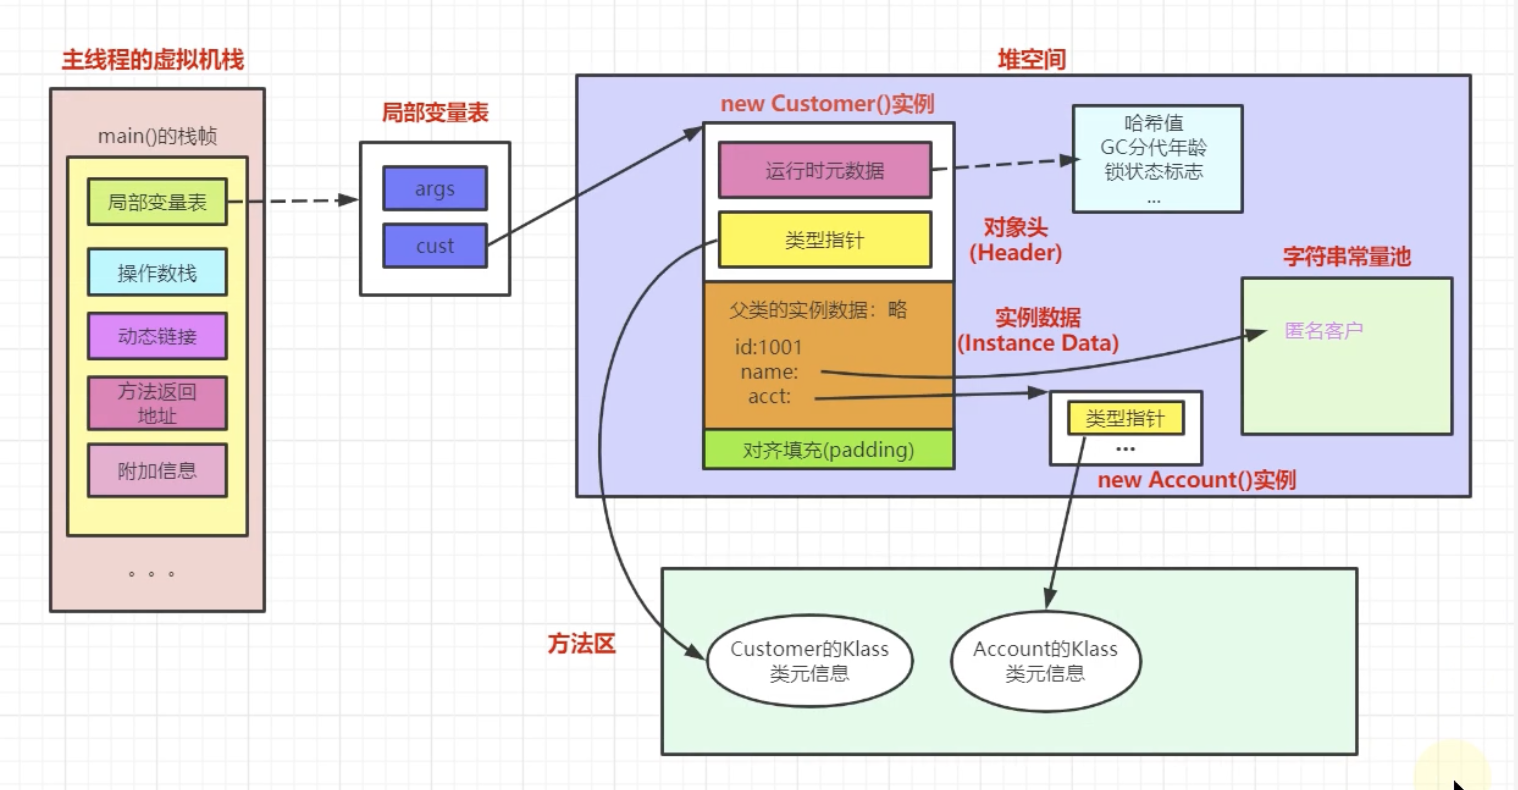 主线程的虚拟机栈
main()的栈帧
局部变量表
操作数栈
动态链接
方法返回
地址
附加信息
。。。
局部变量表
args
cust
堆空间
new Customer()实例
运行时元数据
类型指针
哈希值
GC分代年龄
锁状态标志
...
对象头
(Header)
父类的实例数据：略
id:1001
name:
acct:
对齐填充(padding)
实例数据
(Instance Data)
字符串常量池
匿名客户
类型指针
...
new Account()实例
方法区
Customer的Klass
类元信息
Account的Klass
类元信息